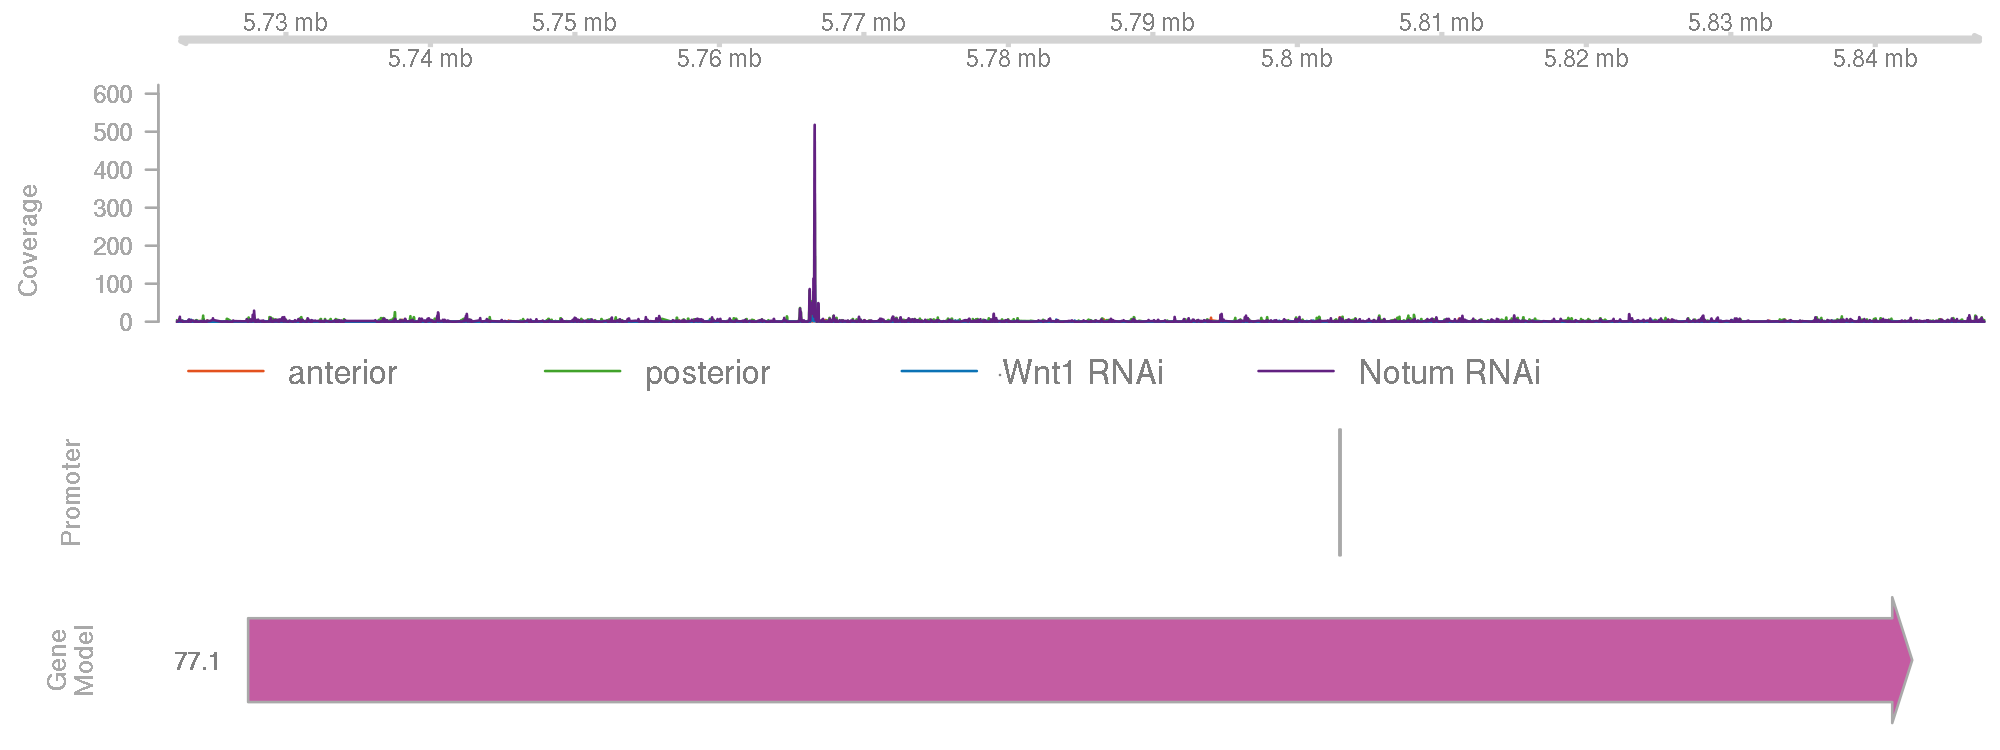 5.73 mb 5.75 mb 5.77 mb 5.79 mb 5.81 mb 5.83 mb
5.74 mb 5.76 mb 5.78 mb 5.8 mb 5.82 mb 5.84 mb
Coverage
600
500
400
300
200
100
0
anterior posterior Wnt1 RNAi Notum RNAi
Promoter
Gene
Model
77.1